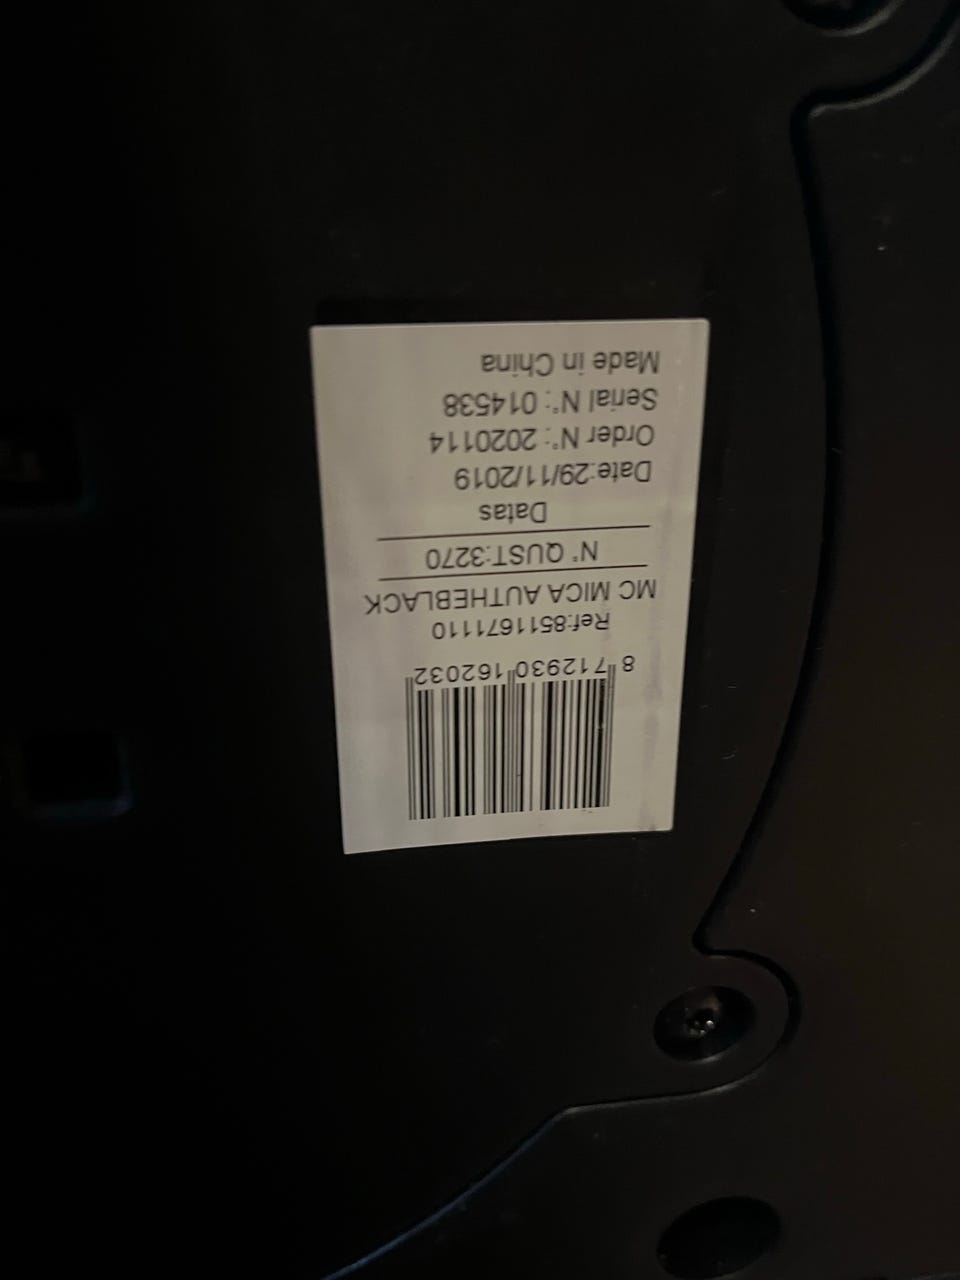 8 712930 162032
Ref:8511671110
MC MICA AUTHEBLACK
N° QUST:3270
Datas
Date:29/11/2019
Order N°: 2020114
Serial N°: 014538
Made in China